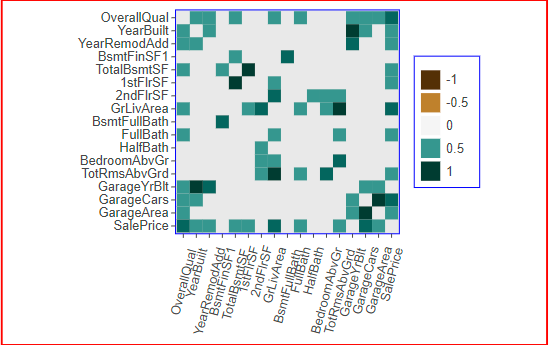 OverallQual
YearBuilt
YearRemodAdd
BsmtFinSF1
TotalBsmtSF
1stFlrSF
2ndFlrSF
GrLivArea
BsmtFullBath
FullBath
HalfBath
BedroomAbvGr
TotRmsAbvGrd
GarageYrBlt
GarageCars
GarageArea
SalePrice
OverallQual
YearBuilt
YearRemodAdd
BsmtFinSF1
TotalBsmtSF
1stFlrSF
2ndFlrSF
GrLivArea
BsmtFullBath
FullBath
HalfBath
BedroomAbvGr
TotRmsAbvGrd
GarageYrBlt
GarageCars
GarageArea
SalePrice
-1
-0.5
0
0.5
1